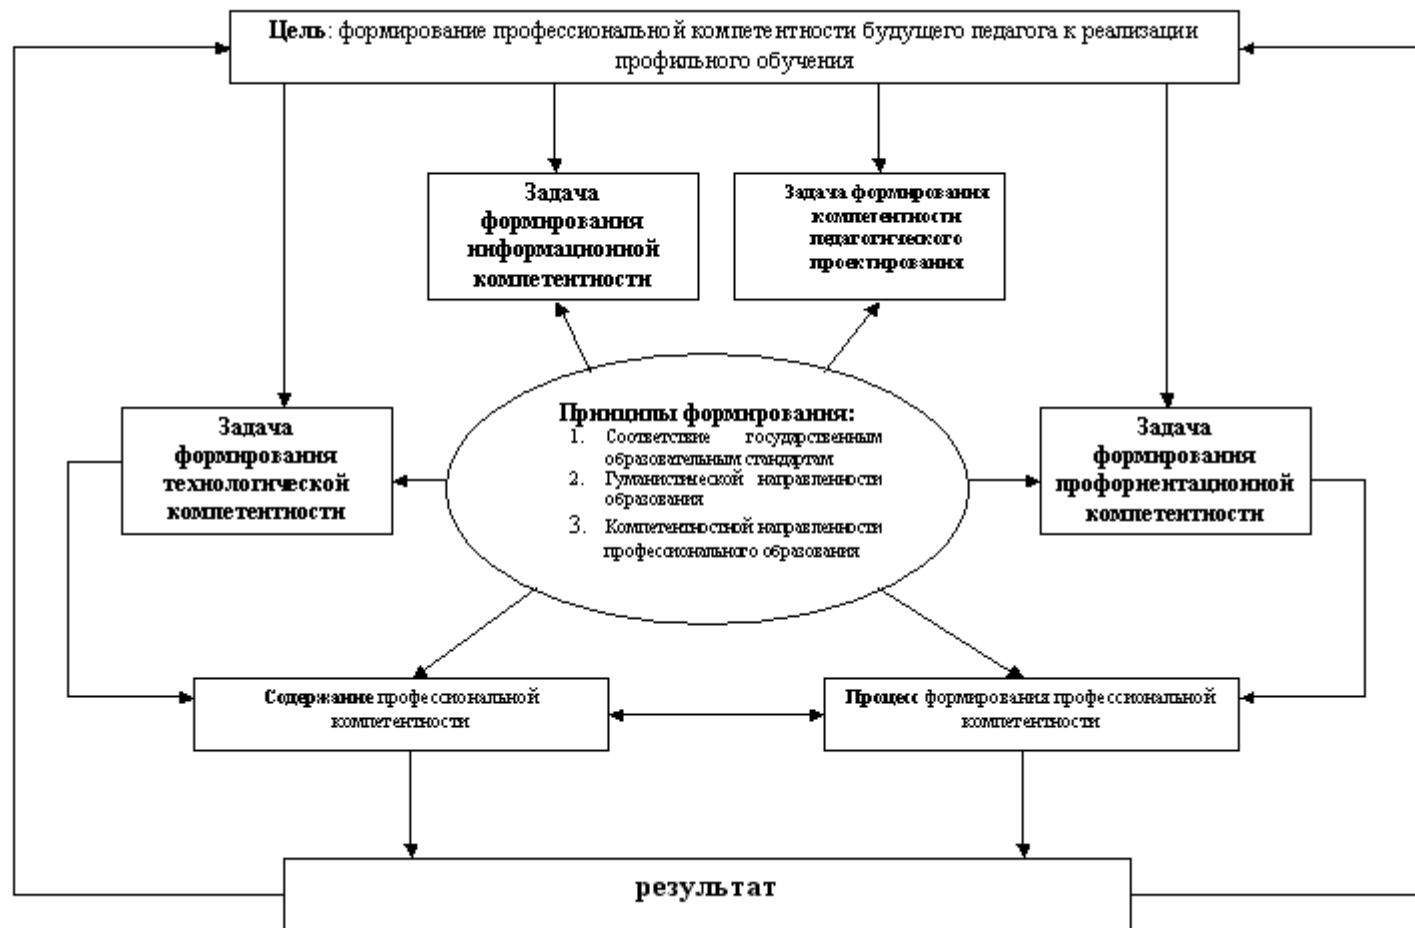 Цель: формирование профессиональной компетентности будущего педагога к реализации
профильного обучения
Задача
формирования
информационной
компетентности
Задача формирования
компетентности
педагогического
проектирования
Задача
формирования
технологической
компетентности
Принципы формирования:
1. Соответствие государственным
образовательным стандартам
2. Гуманистической направленности
образования
3. Компетентностной направленности
профессионального образования
Задача
формирования
профориентационной
компетентности
Содержание профессиональной
компетентности
Процесс формирования профессиональной
компетентности
результат